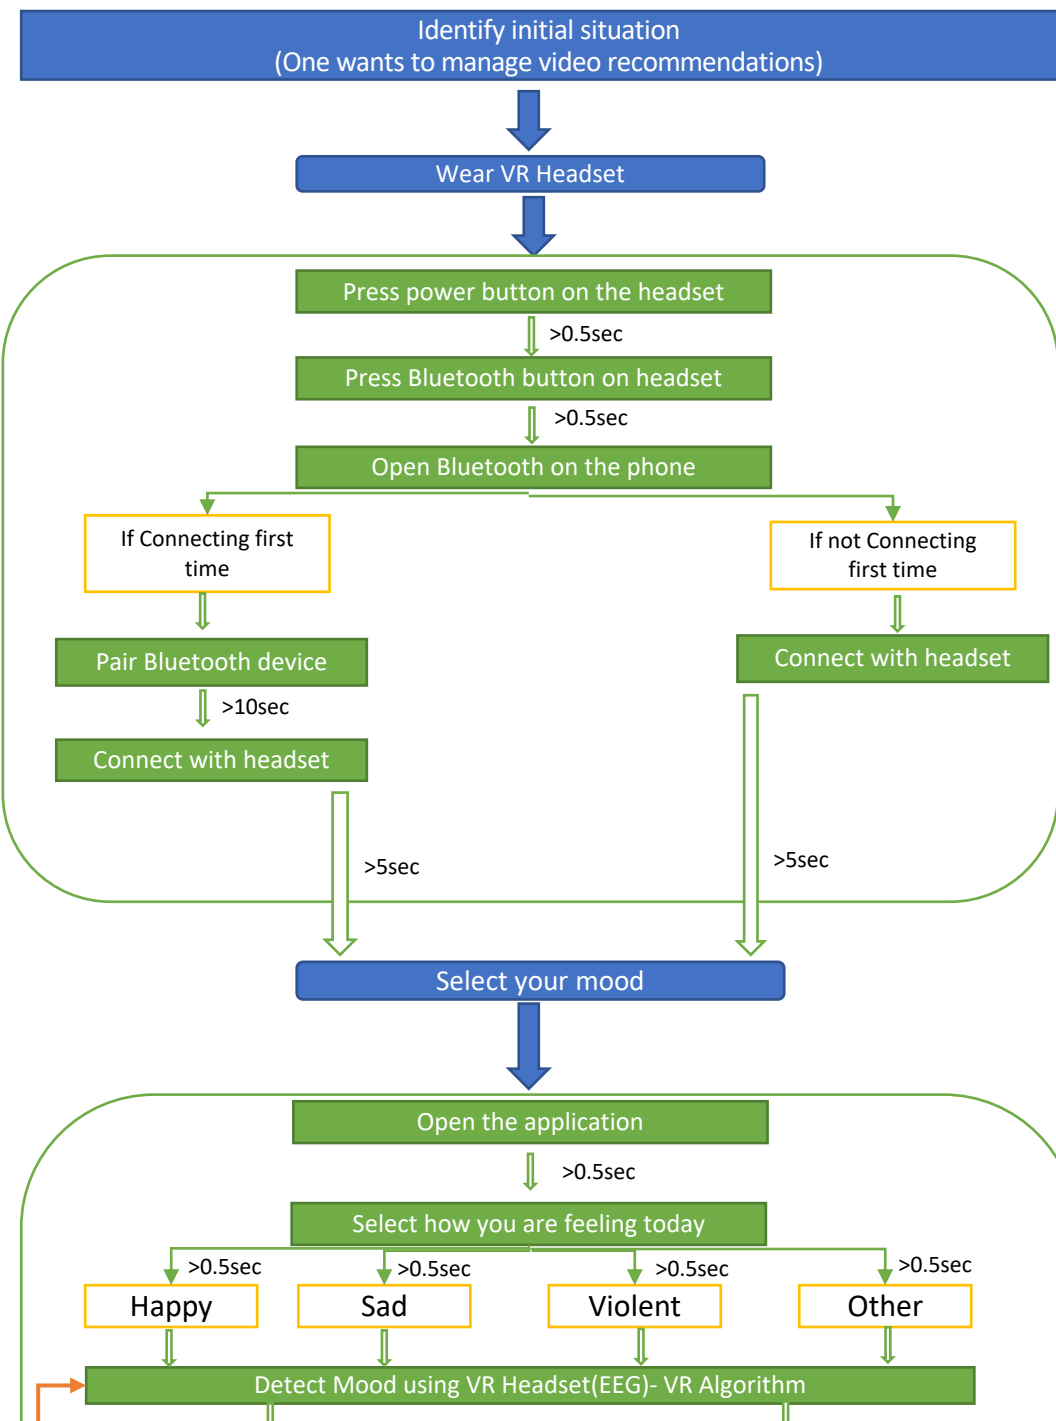 Identify initial situation
(One wants to manage video recommendations)
Wear VR Headset
Press power button on the headset
>0.5sec
Press Bluetooth button on headset
>0.5sec
Open Bluetooth on the phone
If Connecting first
time
If not Connecting
first time
Pair Bluetooth device
Connect with headset
>10sec
Connect with headset
>5sec
>5sec
Select your mood
Open the application
>0.5sec
Select how you are feeling today
>0.5sec
>0.5sec
>0.5sec
>0.5sec
Happy
Sad
Violent
Other
Detect Mood using VR Headset(EEG)- VR Algorithm